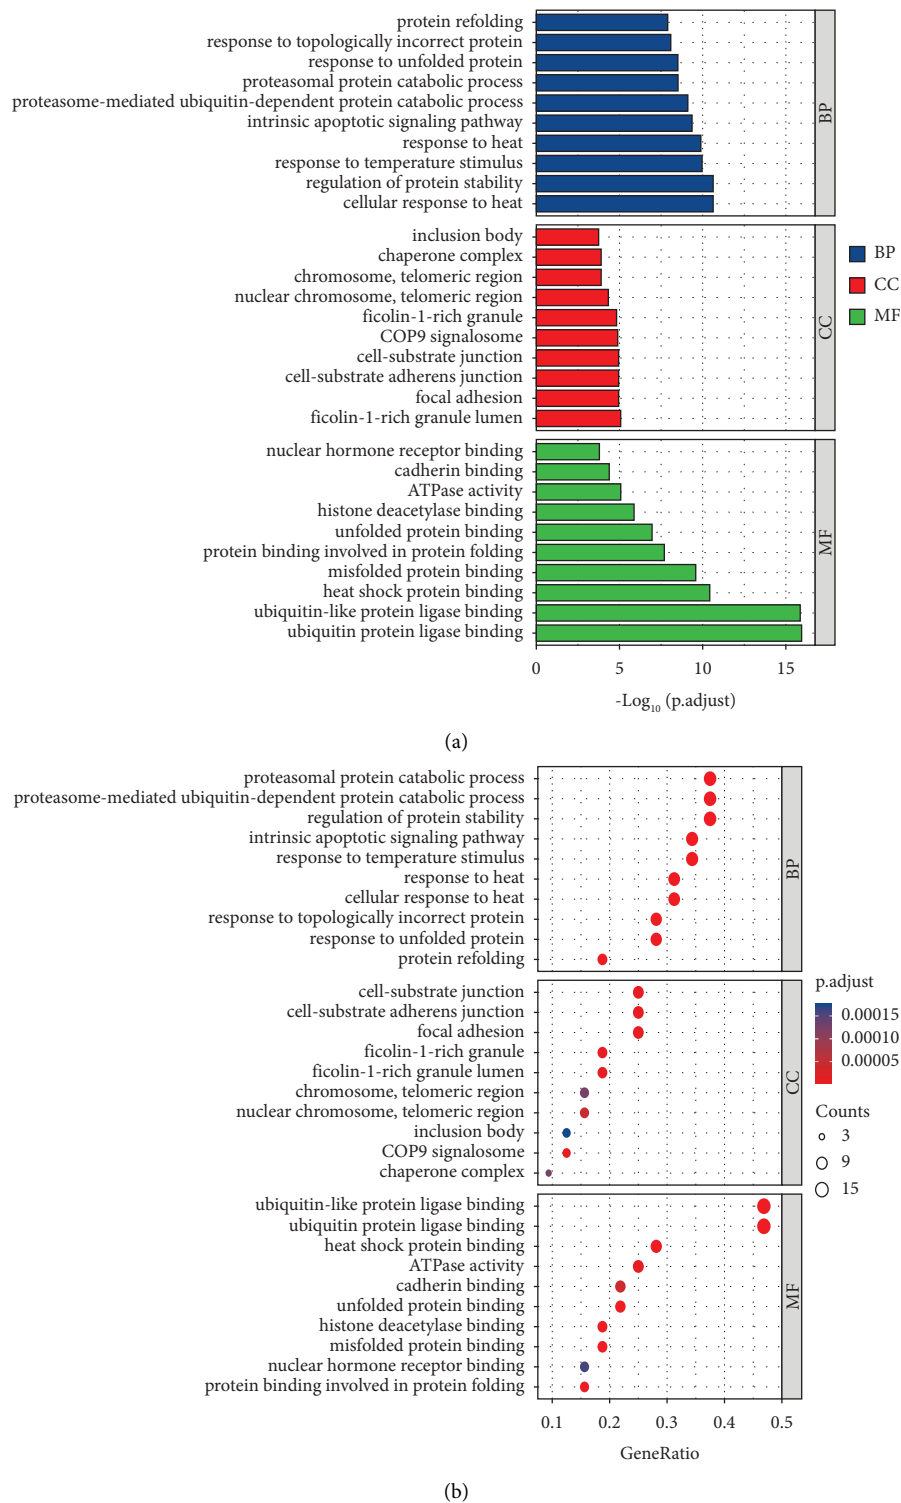 protein refolding
response to topologically incorrect protein
response to unfolded protein
proteasomal protein catabolic process
proteasome-mediated ubiquitin-dependent protein catabolic process
intrinsic apoptotic signaling pathway
response to heat
response to temperature stimulus
regulation of protein stability
cellular response to heat
BP
inclusion body
chaperone complex
chromosome, telomeric region
nuclear chromosome, telomeric region
ficolin-1-rich granule
COP9 signalosome
cell-substrate junction
cell-substrate adherens junction
focal adhesion
ficolin-1-rich granule lumen
CC
BP
CC
MF
nuclear hormone receptor binding
cadherin binding
ATPase activity
histone deacetylase binding
unfolded protein binding
protein binding involved in protein folding
misfolded protein binding
heat shock protein binding
ubiquitin-like protein ligase binding
ubiquitin protein ligase binding
MF
0 5 10 15
-Log10 (p.adjust)
(a)
proteasomal protein catabolic process
proteasome-mediated ubiquitin-dependent protein catabolic process
regulation of protein stability
intrinsic apoptotic signaling pathway
response to temperature stimulus
response to heat
cellular response to heat
response to topologically incorrect protein
response to unfolded protein
protein refolding
BP
cell-substrate junction
cell-substrate adherens junction
focal adhesion
ficolin-1-rich granule
ficolin-1-rich granule lumen
chromosome, telomeric region
nuclear chromosome, telomeric region
inclusion body
COP9 signalosome
chaperone complex
CC
p.adjust
0.00015
0.00010
0.00005
Counts
3
9
15
ubiquitin-like protein ligase binding
ubiquitin protein ligase binding
heat shock protein binding
ATPase activity
cadherin binding
unfolded protein binding
histone deacetylase binding
misfolded protein binding
nuclear hormone receptor binding
protein binding involved in protein folding
MF
0.1 0.2 0.3 0.4 0.5
GeneRatio
(b)